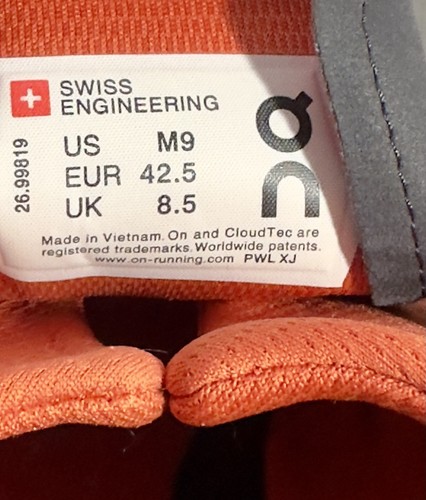 SWISS
ENGINEERING
US M9
EUR 42.5
UK 8.5
26.99819
On
Made in Vietnam. On and CloudTec are
registered trademarks. Worldwide patents.
www.on-running.com PWL XJ